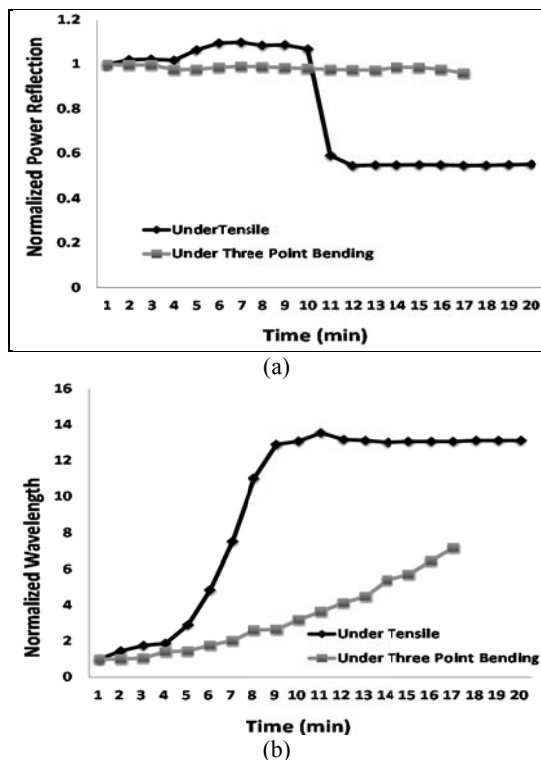 1.2
1
0.8
0.6
0.4
0.2
0
Normalized Power Reflection
UnderTensile
Under Three Point Bending
1 2 3 4 5 6 7 8 9 10 11 12 13 14 15 16 17 18 19 20
Time (min)
(a)
16
14
12
10
8
6
4
2
0
Normalized Wavelength
Under Tensile
Under Three Point Bending
1 2 3 4 5 6 7 8 9 10 11 12 13 14 15 16 17 18 19 20
Time (min)
(b)